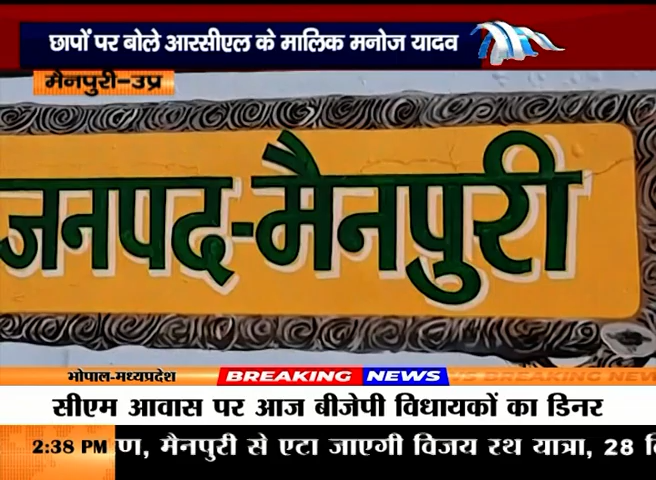 छापों पर बोले आरसीएल के मालिक मनोज यादव
मैनपुरी-उप्र
जनपद-मैनपुरी
भोपाल-मध्यप्रदेश
BREAKING NEWS
सीएम आवास पर आज बीजेपी विधायकों का डिनर
2:38 PM
मैनपुरी से एटा जाएगी विजय रथ यात्रा, 28